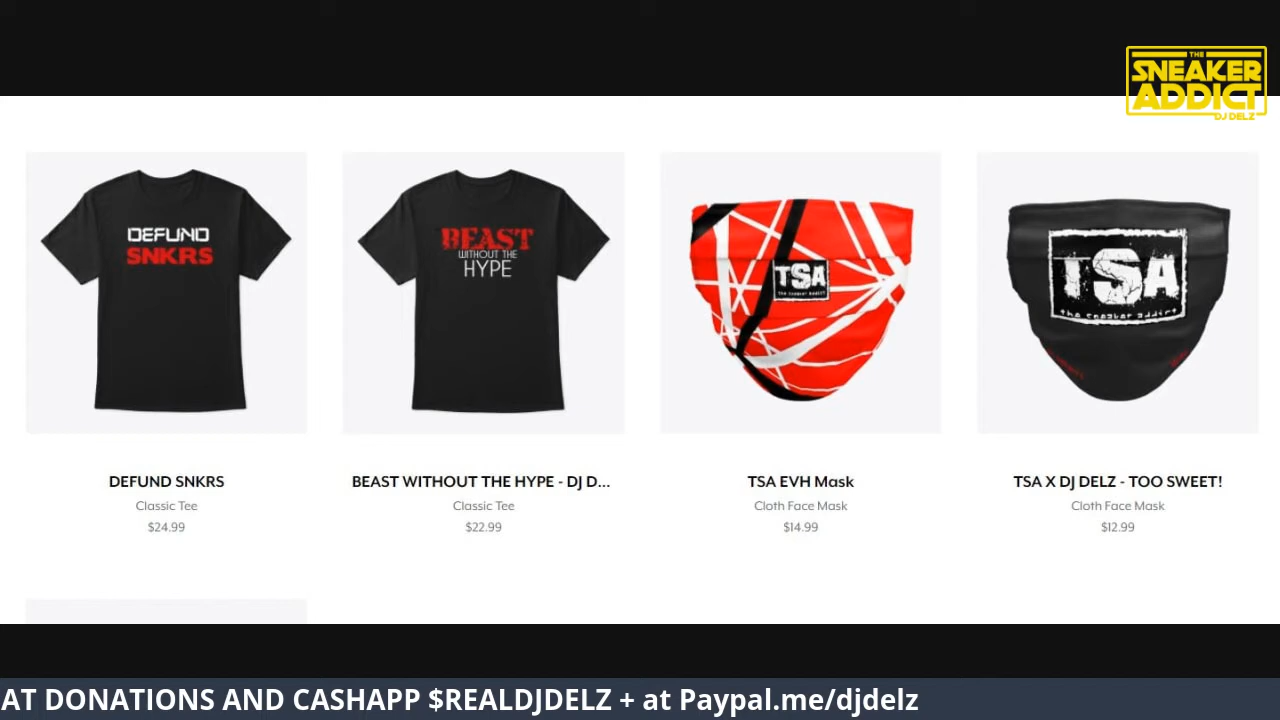 THE
SNEAKER
ADDICT
DJ DELZ
DEFUND
SNKRS
BEAST
WITHOUT THE
HYPE
TSA
the sneaker addict
TSA
the sneaker addict
DEFUND SNKRS
Classic Tee
$24.99
BEAST WITHOUT THE HYPE - DJ D...
Classic Tee
$22.99
TSA EVH Mask
Cloth Face Mask
$14.99
TSA X DJ DELZ - TOO SWEET!
Cloth Face Mask
$12.99
AT DONATIONS AND CASHAPP $REALDJDELZ + at Paypal.me/djdelz